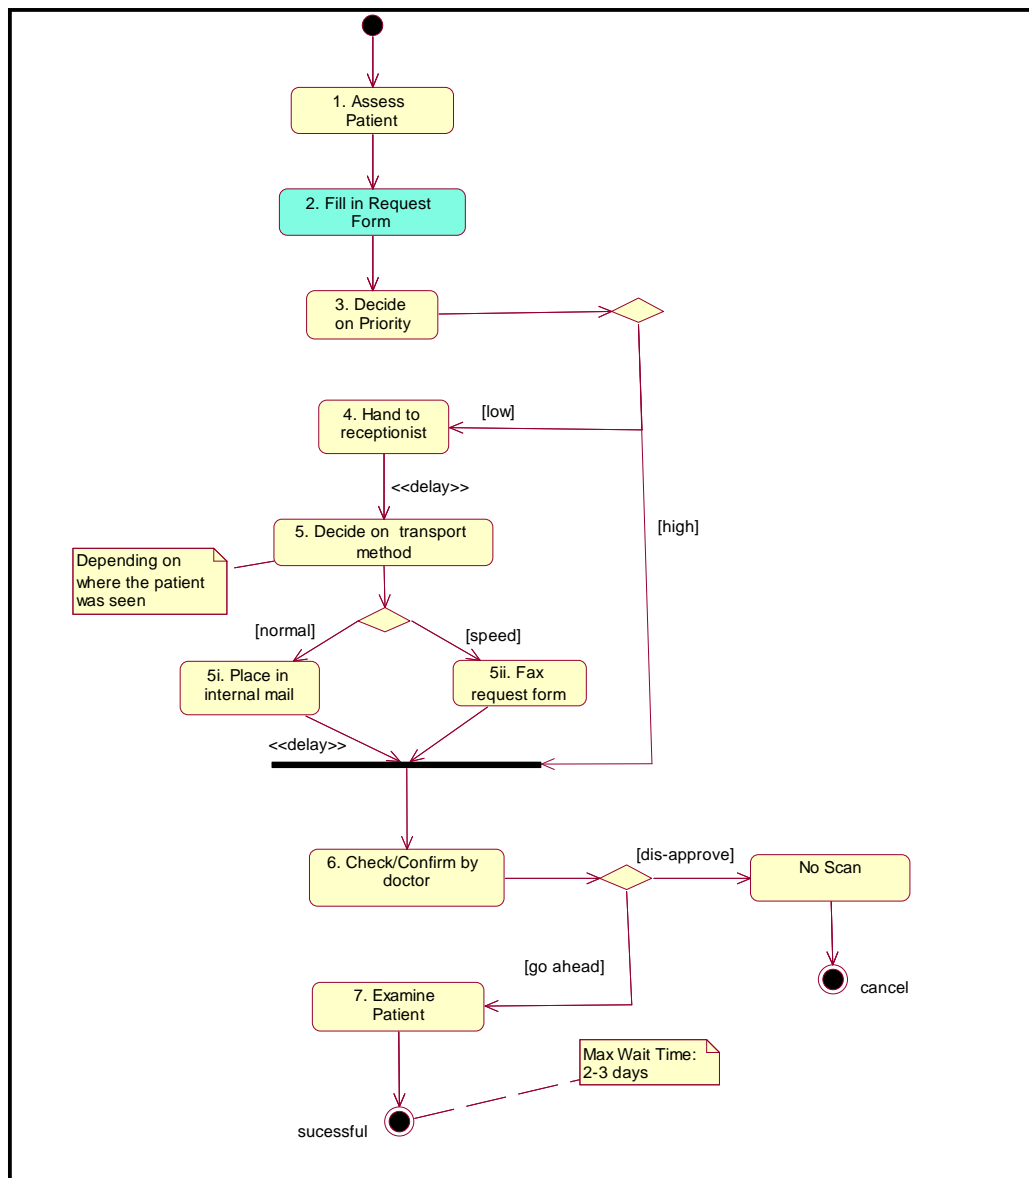 1. Assess
Patient
2. Fill in Request
Form
3. Decide
on Priority
[low]
4. Hand to
receptionist
<<delay>>
[high]
5. Decide on  transport
method
Depending on
where the patient
was seen
[normal]
[speed]
5i. Place in
internal mail
5ii. Fax
request form
<<delay>>
6. Check/Confirm by
doctor
[dis-approve]
No Scan
[go ahead]
cancel
7. Examine
Patient
Max Wait Time:
2-3 days
sucessful